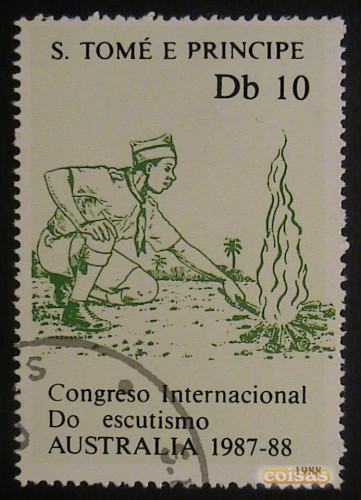 S. TOMÉ E PRINCIPE
Db 10
Congreso Internacional
Do escutismo
AUSTRALIA 1987-88
1988
coisas
S